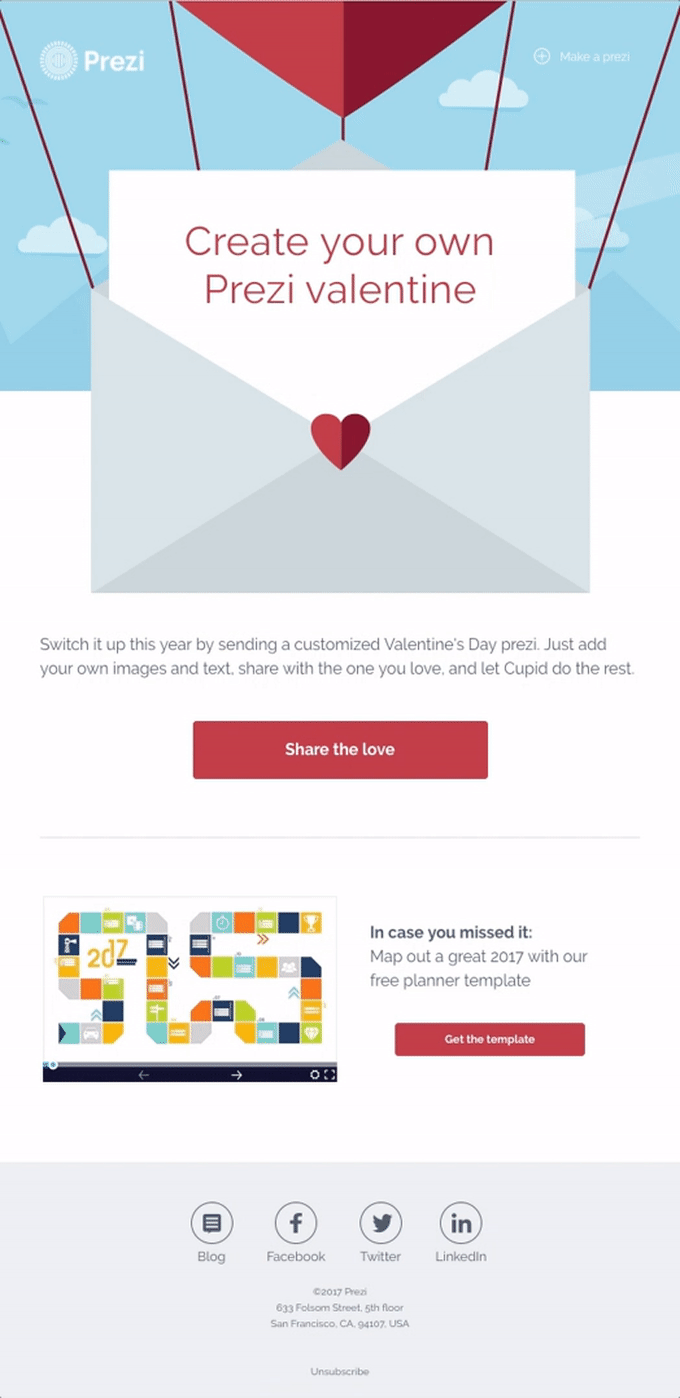 Prezi
Make a prezi
Create your own
Prezi valentine
Switch it up this year by sending a customized Valentine's Day prezi. Just add
your own images and text, share with the one you love, and let Cupid do the rest.
Share the love
2017
In case you missed it:
Map out a great 2017 with our
free planner template
Get the template
Blog
Facebook
Twitter
LinkedIn
©2017 Prezi
633 Folsom Street, 5th floor
San Francisco, CA, 94107, USA
Unsubscribe